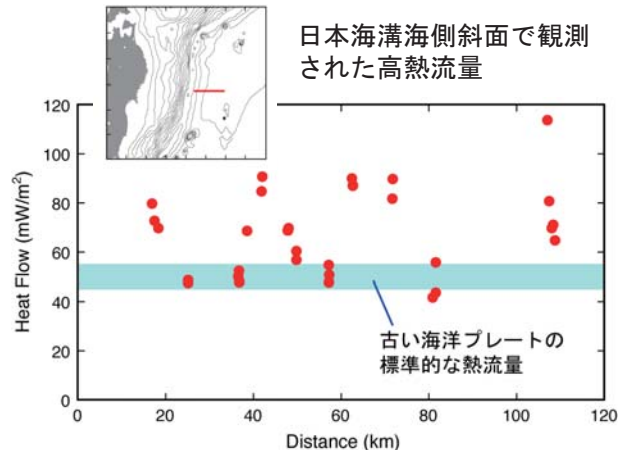 日本海溝海側斜面で観測
された高熱流量
120
100
80
60
40
20
0
Heat Flow (mW/m²)
古い海洋プレートの
標準的な熱流量
0 20 40 60 80 100 120
Distance (km)